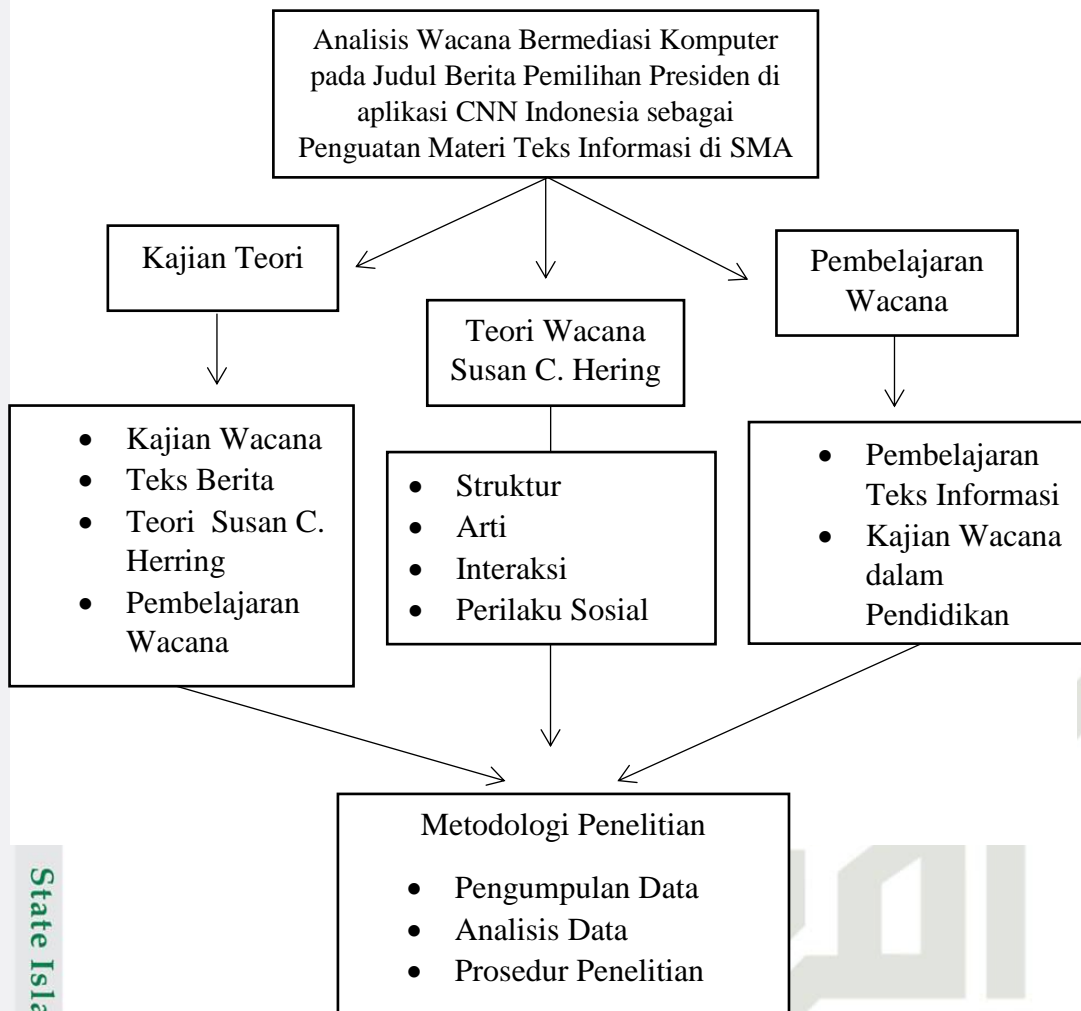 Analisis Wacana Bermediasi Komputer
pada Judul Berita Pemilihan Presiden di
aplikasi CNN Indonesia sebagai
Penguatan Materi Teks Informasi di SMA
Kajian Teori
Teori Wacana
Susan C. Hering
Pembelajaran
Wacana
• Kajian Wacana
• Teks Berita
• Teori Susan C.
Herring
• Pembelajaran
Wacana
• Struktur
• Arti
• Interaksi
• Perilaku Sosial
• Pembelajaran
Teks Informasi
• Kajian Wacana
dalam
Pendidikan
Metodologi Penelitian
• Pengumpulan Data
• Analisis Data
• Prosedur Penelitian
State Isla